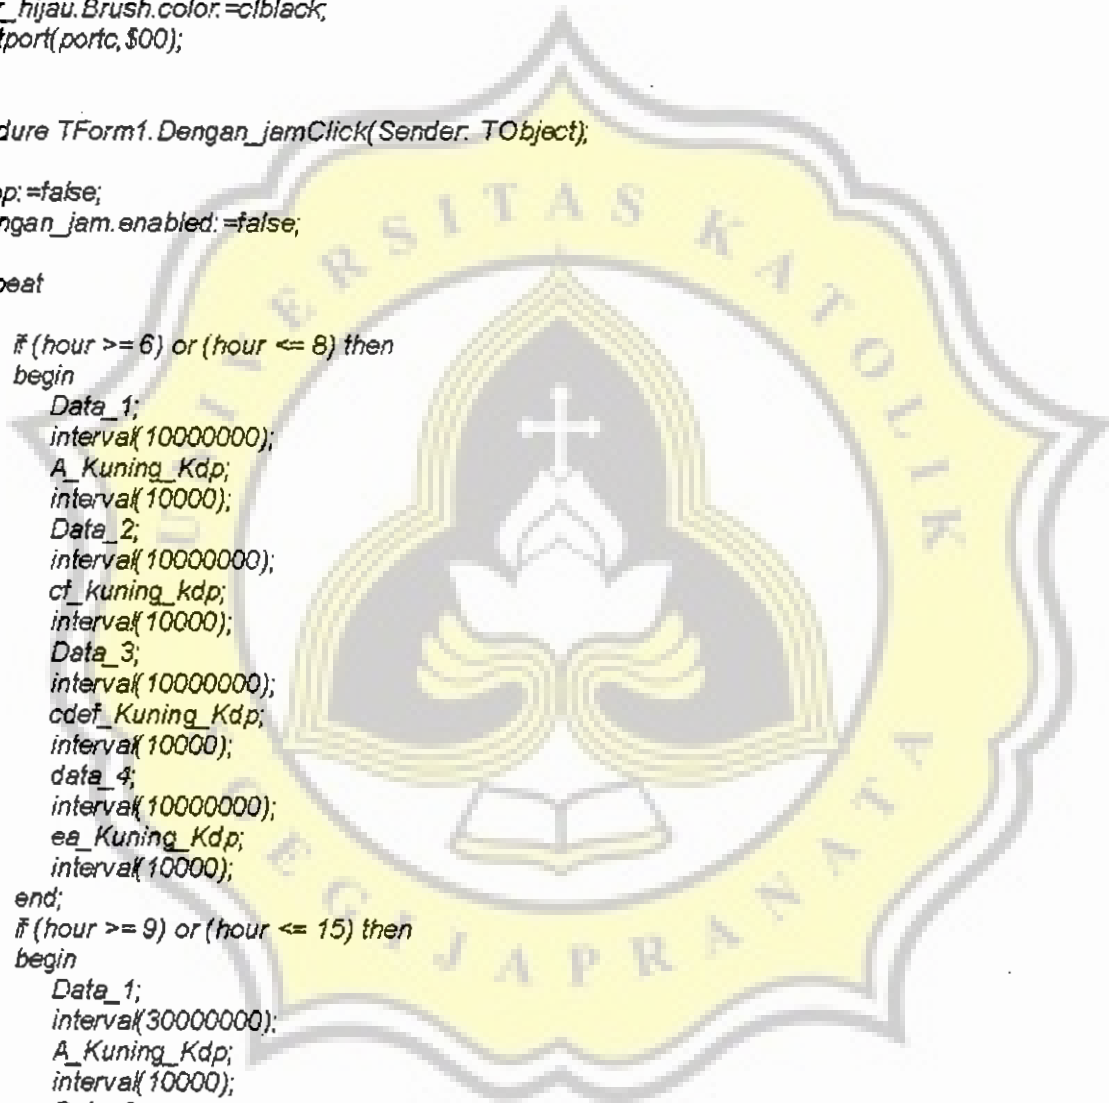 _hijau.Brush.color:=clblack;
tport(portc,$00);
dure TForm1.Dengan_jamClick(Sender: TObject);
p:=false;
ngan_jam.enabled:=false;
peat
if (hour >= 6) or (hour <= 8) then
begin
Data_1;
interval(10000000);
A_Kuning_Kdp;
interval(10000);
Data_2;
interval(10000000);
cf_kuning_kdp;
interval(10000);
Data_3;
interval(10000000);
cdef_Kuning_Kdp;
interval(10000);
data_4;
interval(10000000);
ea_Kuning_Kdp;
interval(10000);
end;
if (hour >= 9) or (hour <= 15) then
begin
Data_1;
interval(30000000);
A_Kuning_Kdp;
interval(10000);
UNIVERSITAS KATOLIK
SOEGIJAPRANATA